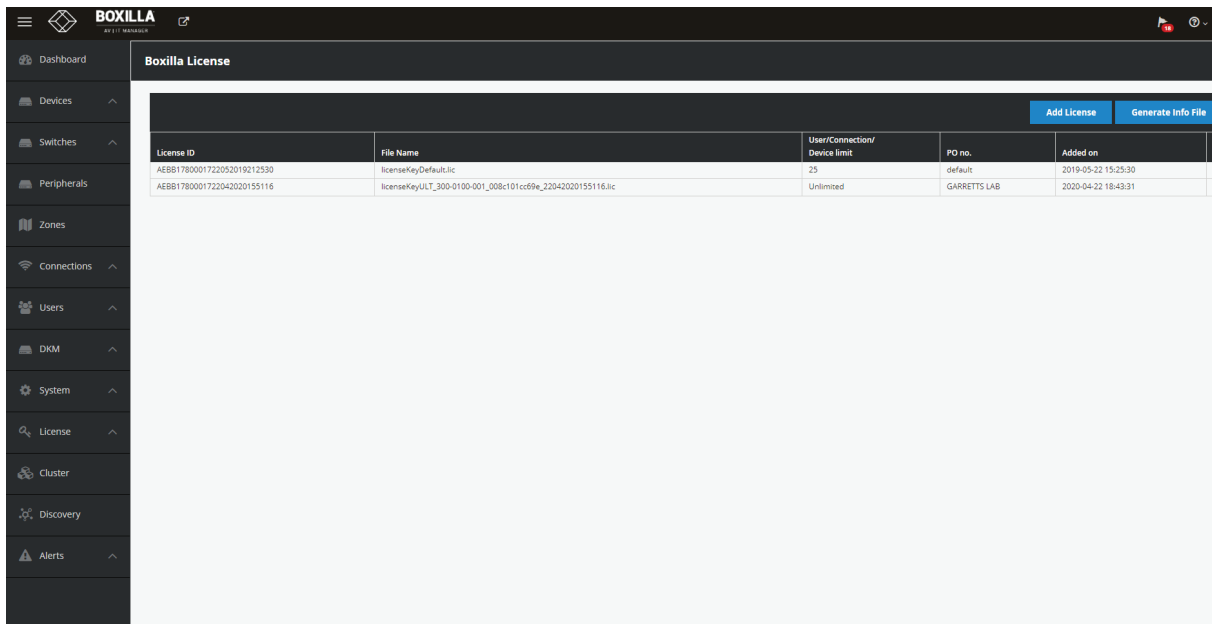 BOXILLA
AV | IT MANAGER
18
Dashboard
Devices
Switches
Peripherals
Zones
Connections
Users
DKM
System
License
Cluster
Discovery
Alerts
Boxilla License
Add License
Generate Info File
License ID File Name User/Connection/ Device limit PO no. Added on
AEBB1780001722052019212530 licenseKeyDefault.lic 25 default 2019-05-22 15:25:30
AEBB1780001722042020155116 licenseKeyULT_300-0100-001_008c101cc69e_22042020155116.lic Unlimited GARRETTS LAB 2020-04-22 18:43:31